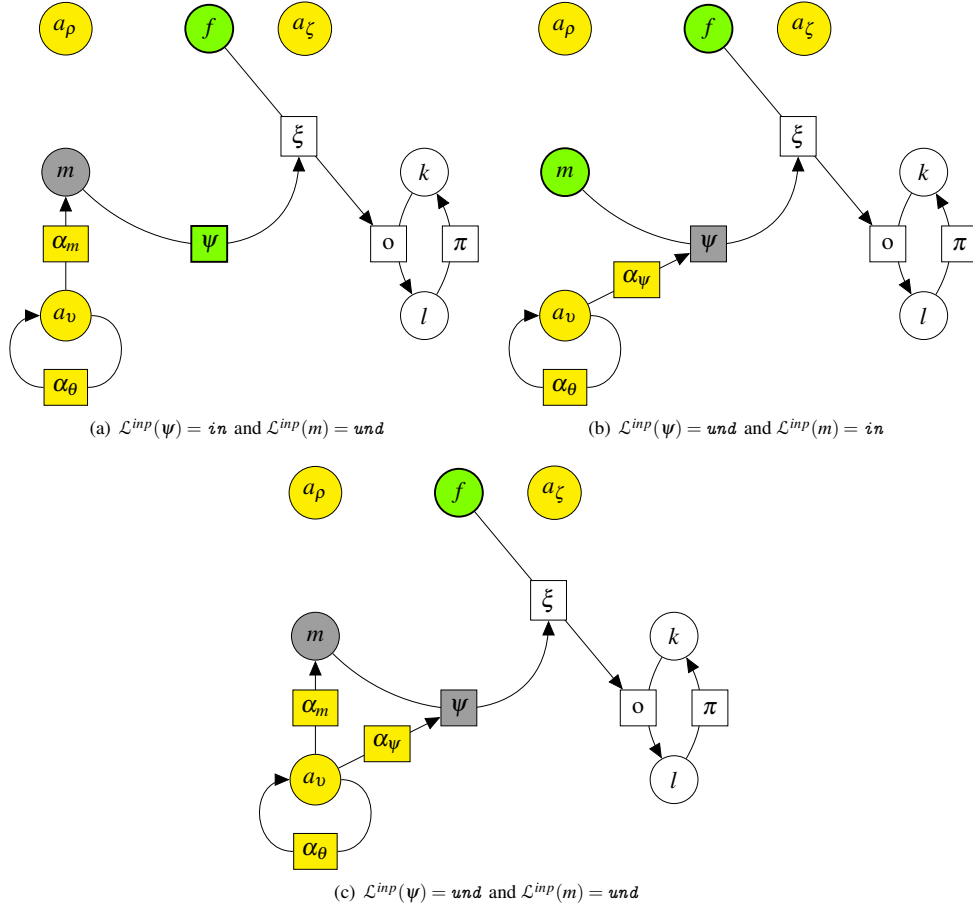 a_ρ f a_ζ
ξ
m k
α_m ψ o π
a_υ l
α_θ
(a) ℒ^inp(ψ) = in and ℒ^inp(m) = und
a_ρ f a_ζ
ξ
m k
ψ o π
α_ψ
a_υ l
α_θ
(b) ℒ^inp(ψ) = und and ℒ^inp(m) = in
a_ρ f a_ζ
ξ
m k
α_m ψ o π
α_ψ
a_υ l
α_θ
(c) ℒ^inp(ψ) = und and ℒ^inp(m) = und